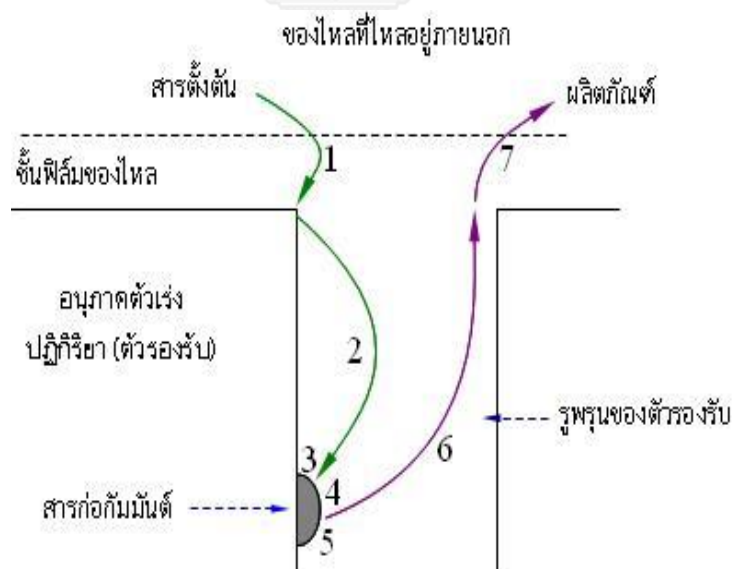 ของไหลที่ไหลอยู่ภายนอก
สารตั้งต้น
ผลิตภัณฑ์
1
7
ชั้นฟิล์มของไหล
อนุภาคตัวเร่ง
ปฏิกิริยา (ตัวรองรับ)
2
รูพรุนของตัวรองรับ
6
3
4
สารก่อกัมมันต์
5